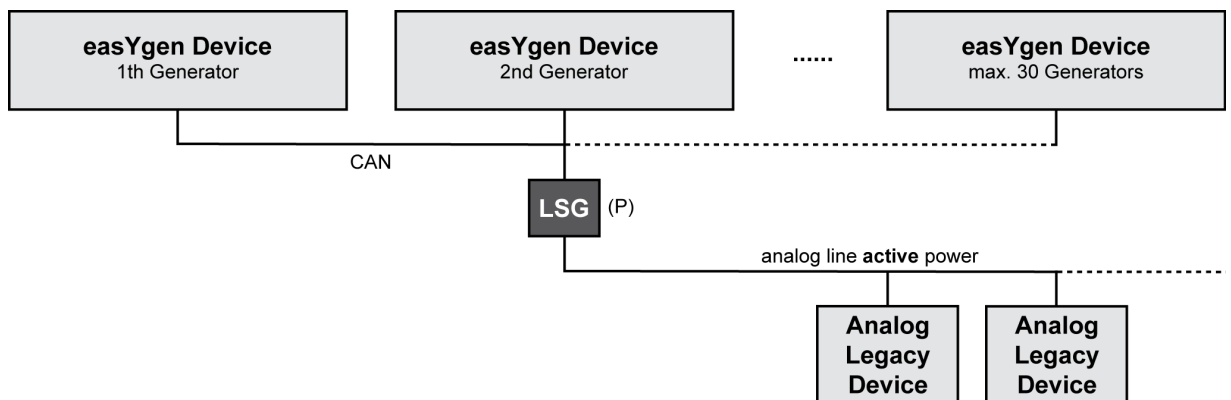 easYgen Device
1th Generator
easYgen Device
2nd Generator
......
easYgen Device
max. 30 Generators
CAN
LSG (P)
analog line active power
Analog
Legacy
Device
Analog
Legacy
Device